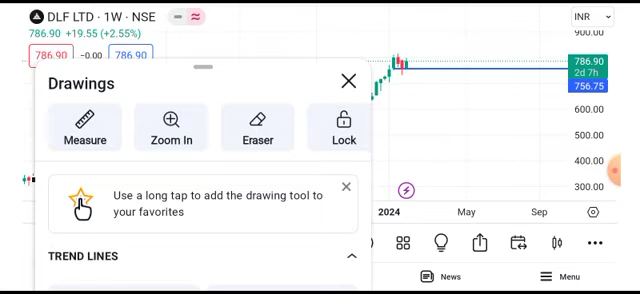 DLF LTD · 1W · NSE
INR
786.90 +19.55 (+2.55%)
786.90 −0.00 786.90
900.00
786.90
2d 7h
756.75
600.00
500.00
400.00
300.00
2024 May Sep
Drawings
Measure Zoom In Eraser Lock
Use a long tap to add the drawing tool to
your favorites
TREND LINES
News Menu